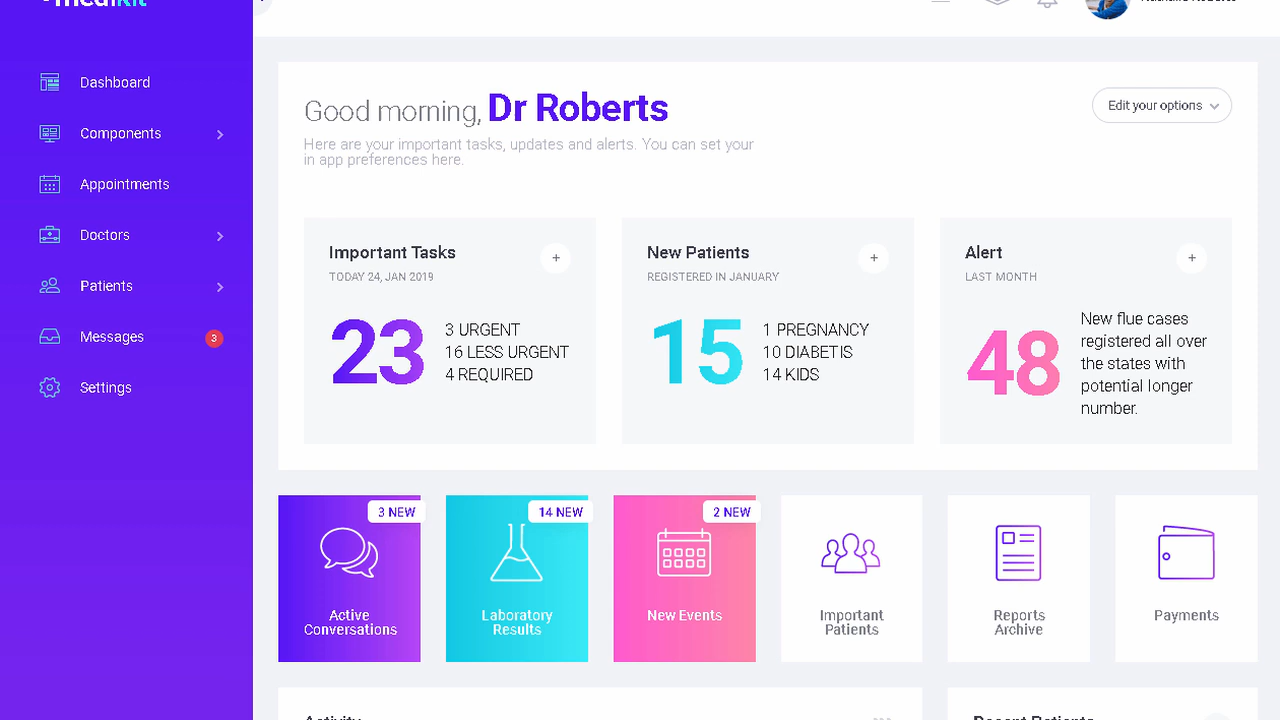 medikit
Dashboard
Components
Appointments
Doctors
Patients
Messages
3
Settings
Good morning, Dr Roberts
Edit your options
Here are your important tasks, updates and alerts. You can set your
in app preferences here.
Important Tasks
+
TODAY 24, JAN 2019
23
3 URGENT
16 LESS URGENT
4 REQUIRED
New Patients
+
REGISTERED IN JANUARY
15
1 PREGNANCY
10 DIABETIS
14 KIDS
Alert
+
LAST MONTH
48
New flue cases
registered all over
the states with
potential longer
number.
3 NEW
Active
Conversations
14 NEW
Laboratory
Results
2 NEW
New Events
Important
Patients
Reports
Archive
Payments
Activity
Recent Patients